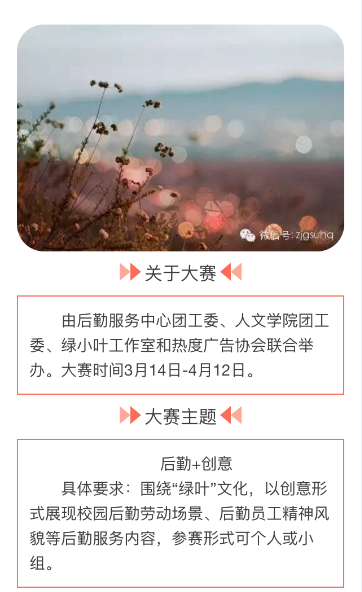 微信号: zjgsuhq
关于大赛
由后勤服务中心团工委、人文学院团工
委、绿小叶工作室和热度广告协会联合举
办。大赛时间3月14日-4月12日。
大赛主题
后勤+创意
具体要求：围绕“绿叶”文化，以创意形
式展现校园后勤劳动场景、后勤员工精神风
貌等后勤服务内容，参赛形式可个人或小
组。